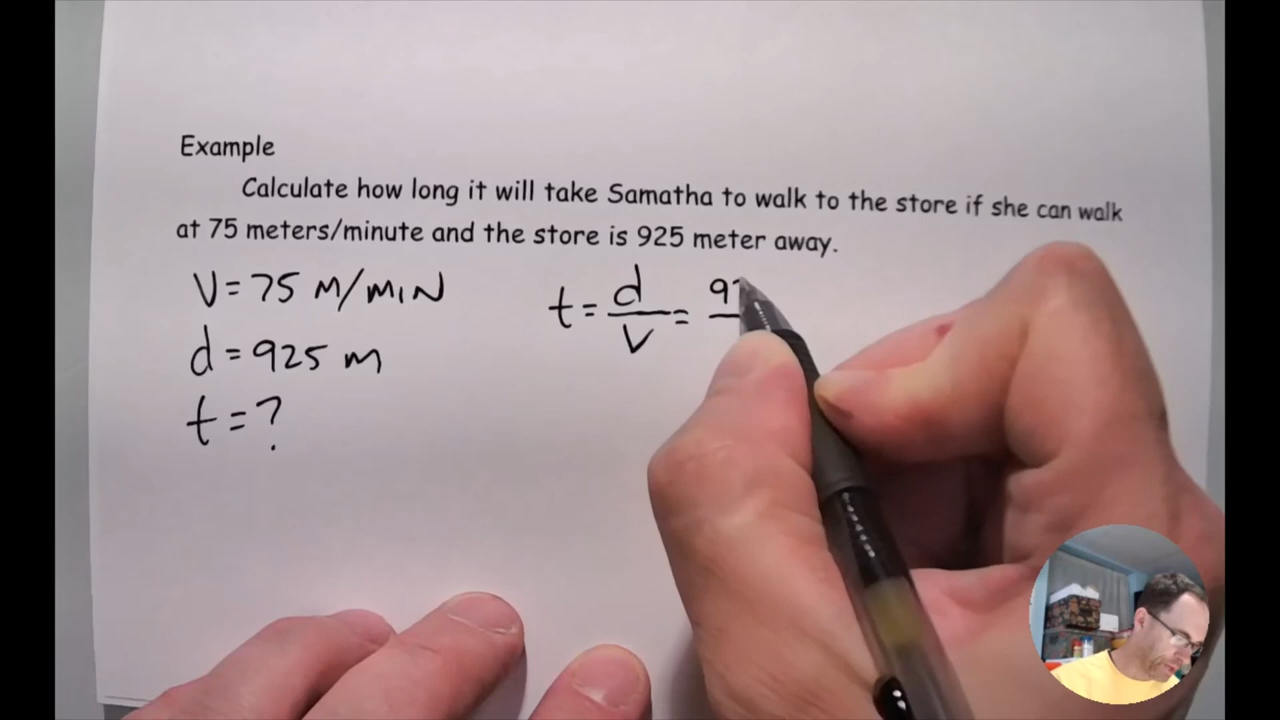 Example
Calculate how long it will take Samatha to walk to the store if she can walk
at 75 meters/minute and the store is 925 meter away.
V = 75 m/min
t = d/V = 9
d = 925 m
t = ?